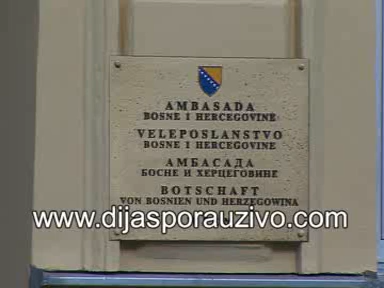 AMBASADA
BOSNE I HERCEGOVINE
VELEPOSLANSTVO
BOSNE I HERCEGOVINE
АМБАСАДА
БОСНЕ И ХЕРЦЕГОВИНЕ
BOTSCHAFT
VON BOSNIEN UND HERZEGOWINA
www.dijasporauzivo.com